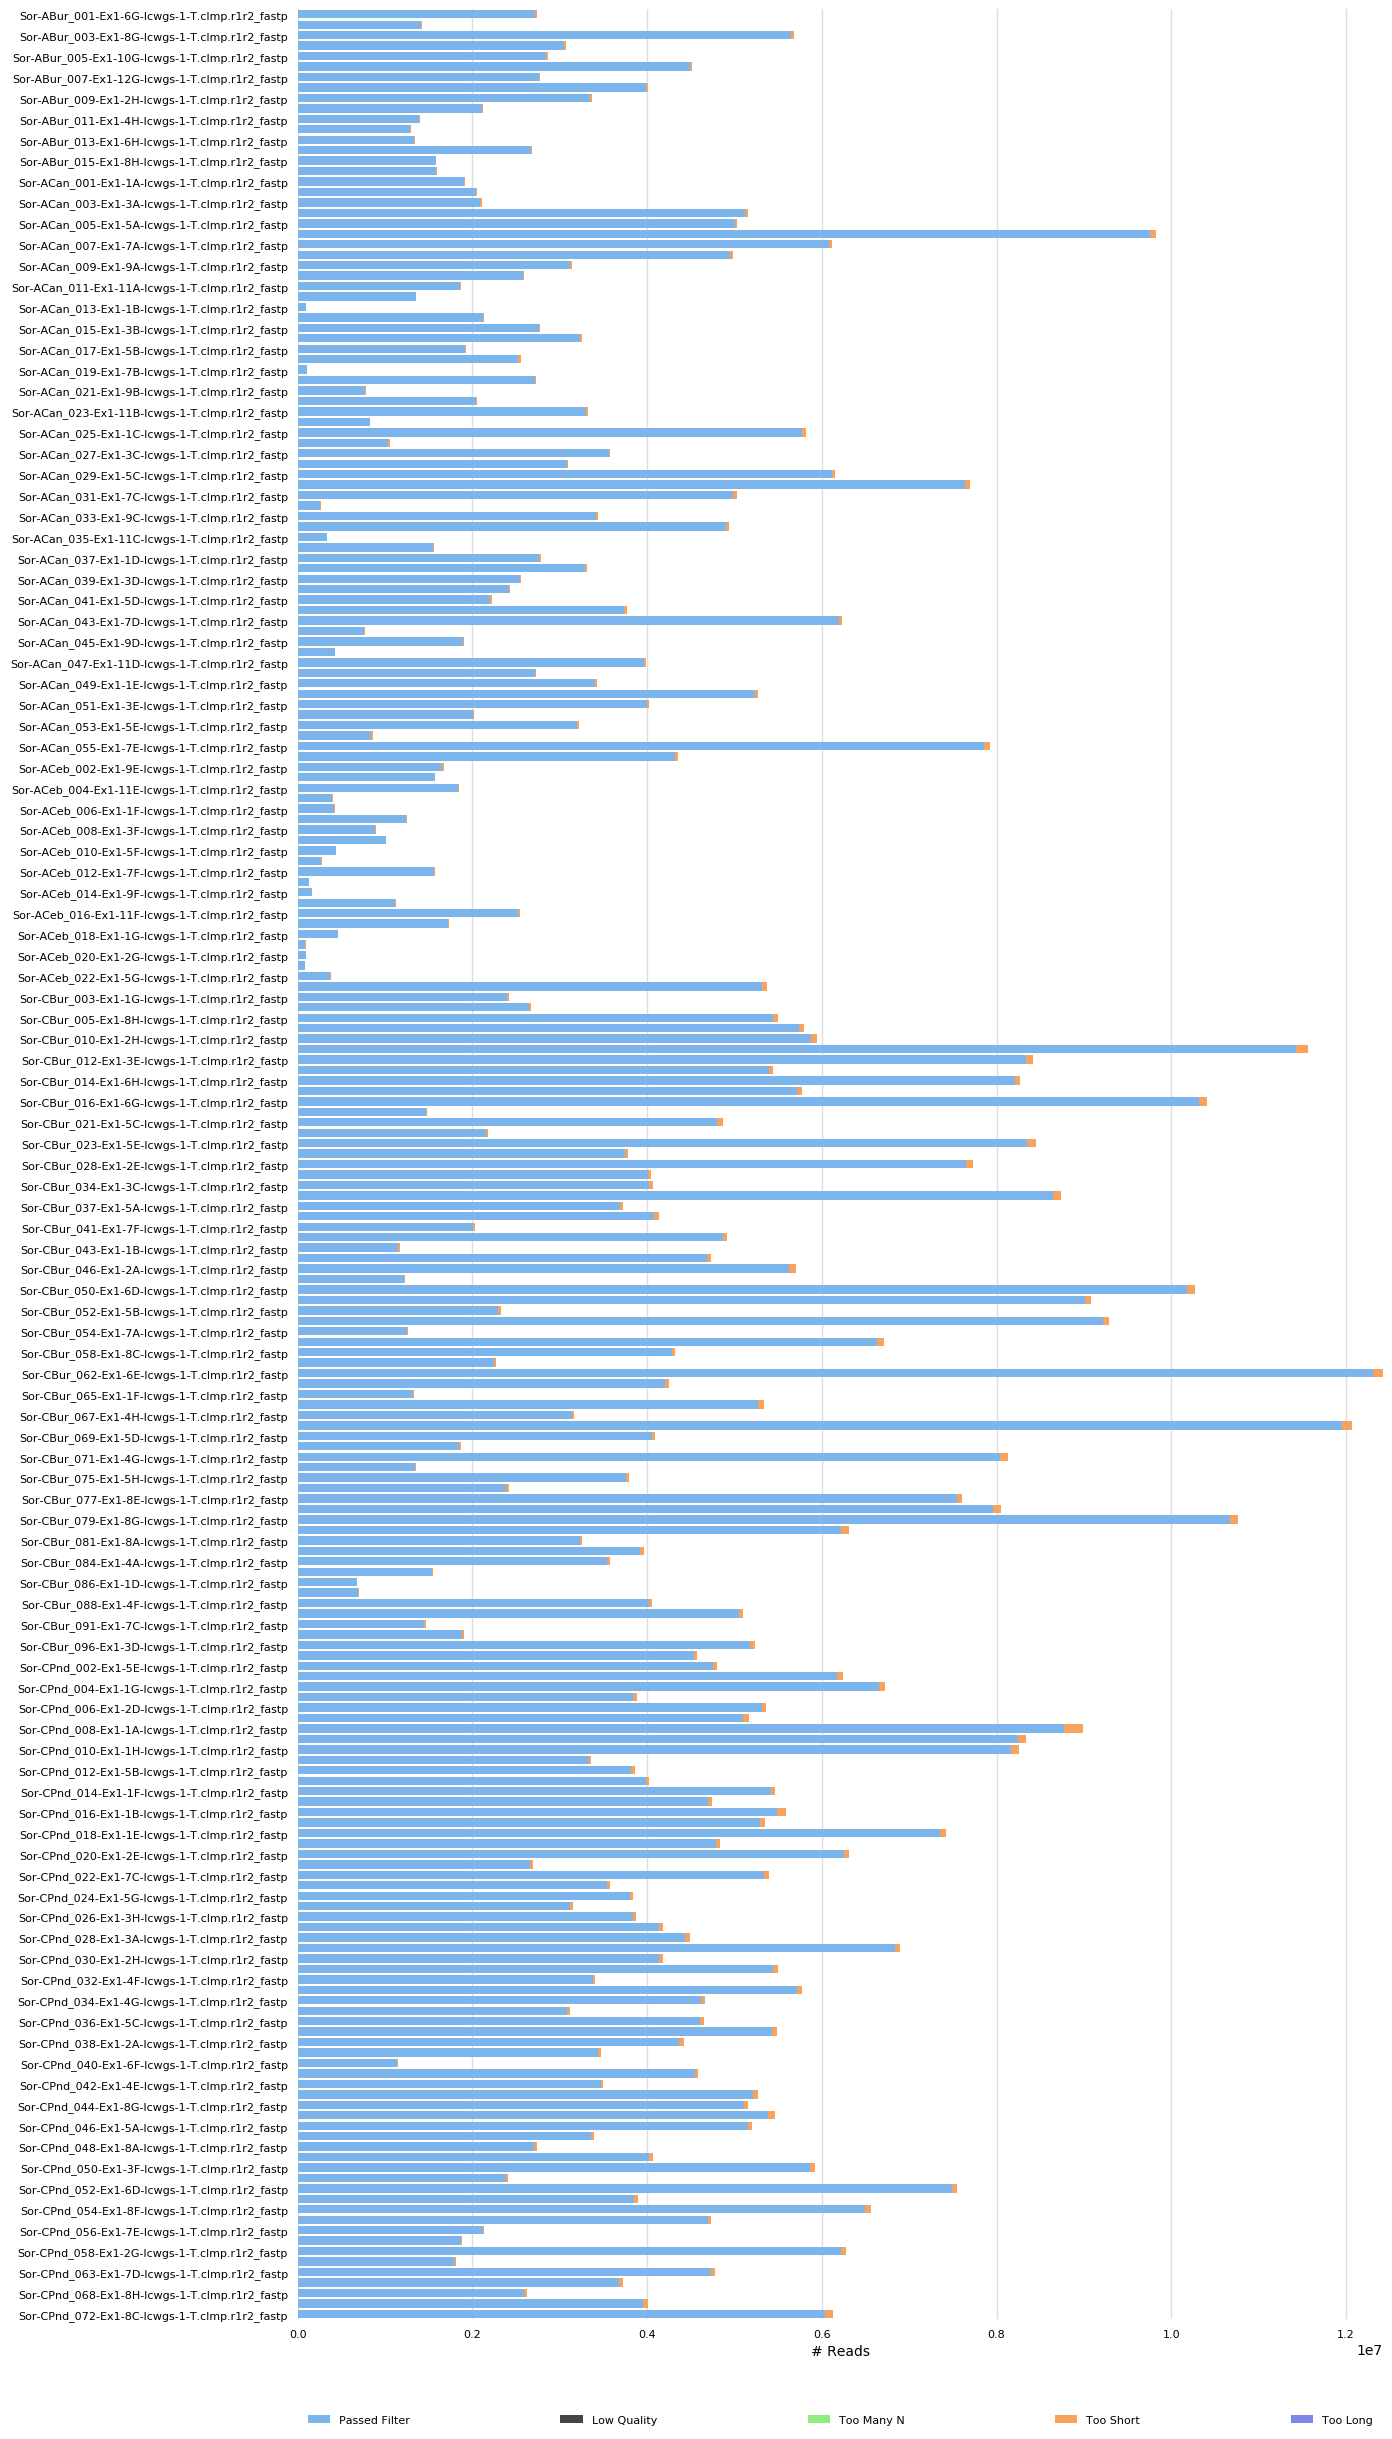 Sor-ABur_001-Ex1-6G-lcwgs-1-T.clmp.r1r2_fastp
Sor-ABur_003-Ex1-8G-lcwgs-1-T.clmp.r1r2_fastp
Sor-ABur_005-Ex1-10G-lcwgs-1-T.clmp.r1r2_fastp
Sor-ABur_007-Ex1-12G-lcwgs-1-T.clmp.r1r2_fastp
Sor-ABur_009-Ex1-2H-lcwgs-1-T.clmp.r1r2_fastp
Sor-ABur_011-Ex1-4H-lcwgs-1-T.clmp.r1r2_fastp
Sor-ABur_013-Ex1-6H-lcwgs-1-T.clmp.r1r2_fastp
Sor-ABur_015-Ex1-8H-lcwgs-1-T.clmp.r1r2_fastp
Sor-ACan_001-Ex1-1A-lcwgs-1-T.clmp.r1r2_fastp
Sor-ACan_003-Ex1-3A-lcwgs-1-T.clmp.r1r2_fastp
Sor-ACan_005-Ex1-5A-lcwgs-1-T.clmp.r1r2_fastp
Sor-ACan_007-Ex1-7A-lcwgs-1-T.clmp.r1r2_fastp
Sor-ACan_009-Ex1-9A-lcwgs-1-T.clmp.r1r2_fastp
Sor-ACan_011-Ex1-11A-lcwgs-1-T.clmp.r1r2_fastp
Sor-ACan_013-Ex1-1B-lcwgs-1-T.clmp.r1r2_fastp
Sor-ACan_015-Ex1-3B-lcwgs-1-T.clmp.r1r2_fastp
Sor-ACan_017-Ex1-5B-lcwgs-1-T.clmp.r1r2_fastp
Sor-ACan_019-Ex1-7B-lcwgs-1-T.clmp.r1r2_fastp
Sor-ACan_021-Ex1-9B-lcwgs-1-T.clmp.r1r2_fastp
Sor-ACan_023-Ex1-11B-lcwgs-1-T.clmp.r1r2_fastp
Sor-ACan_025-Ex1-1C-lcwgs-1-T.clmp.r1r2_fastp
Sor-ACan_027-Ex1-3C-lcwgs-1-T.clmp.r1r2_fastp
Sor-ACan_029-Ex1-5C-lcwgs-1-T.clmp.r1r2_fastp
Sor-ACan_031-Ex1-7C-lcwgs-1-T.clmp.r1r2_fastp
Sor-ACan_033-Ex1-9C-lcwgs-1-T.clmp.r1r2_fastp
Sor-ACan_035-Ex1-11C-lcwgs-1-T.clmp.r1r2_fastp
Sor-ACan_037-Ex1-1D-lcwgs-1-T.clmp.r1r2_fastp
Sor-ACan_039-Ex1-3D-lcwgs-1-T.clmp.r1r2_fastp
Sor-ACan_041-Ex1-5D-lcwgs-1-T.clmp.r1r2_fastp
Sor-ACan_043-Ex1-7D-lcwgs-1-T.clmp.r1r2_fastp
Sor-ACan_045-Ex1-9D-lcwgs-1-T.clmp.r1r2_fastp
Sor-ACan_047-Ex1-11D-lcwgs-1-T.clmp.r1r2_fastp
Sor-ACan_049-Ex1-1E-lcwgs-1-T.clmp.r1r2_fastp
Sor-ACan_051-Ex1-3E-lcwgs-1-T.clmp.r1r2_fastp
Sor-ACan_053-Ex1-5E-lcwgs-1-T.clmp.r1r2_fastp
Sor-ACan_055-Ex1-7E-lcwgs-1-T.clmp.r1r2_fastp
Sor-ACeb_002-Ex1-9E-lcwgs-1-T.clmp.r1r2_fastp
Sor-ACeb_004-Ex1-11E-lcwgs-1-T.clmp.r1r2_fastp
Sor-ACeb_006-Ex1-1F-lcwgs-1-T.clmp.r1r2_fastp
Sor-ACeb_008-Ex1-3F-lcwgs-1-T.clmp.r1r2_fastp
Sor-ACeb_010-Ex1-5F-lcwgs-1-T.clmp.r1r2_fastp
Sor-ACeb_012-Ex1-7F-lcwgs-1-T.clmp.r1r2_fastp
Sor-ACeb_014-Ex1-9F-lcwgs-1-T.clmp.r1r2_fastp
Sor-ACeb_016-Ex1-11F-lcwgs-1-T.clmp.r1r2_fastp
Sor-ACeb_018-Ex1-1G-lcwgs-1-T.clmp.r1r2_fastp
Sor-ACeb_020-Ex1-2G-lcwgs-1-T.clmp.r1r2_fastp
Sor-ACeb_022-Ex1-5G-lcwgs-1-T.clmp.r1r2_fastp
Sor-CBur_003-Ex1-1G-lcwgs-1-T.clmp.r1r2_fastp
Sor-CBur_005-Ex1-8H-lcwgs-1-T.clmp.r1r2_fastp
Sor-CBur_010-Ex1-2H-lcwgs-1-T.clmp.r1r2_fastp
Sor-CBur_012-Ex1-3E-lcwgs-1-T.clmp.r1r2_fastp
Sor-CBur_014-Ex1-6H-lcwgs-1-T.clmp.r1r2_fastp
Sor-CBur_016-Ex1-6G-lcwgs-1-T.clmp.r1r2_fastp
Sor-CBur_021-Ex1-5C-lcwgs-1-T.clmp.r1r2_fastp
Sor-CBur_023-Ex1-5E-lcwgs-1-T.clmp.r1r2_fastp
Sor-CBur_028-Ex1-2E-lcwgs-1-T.clmp.r1r2_fastp
Sor-CBur_034-Ex1-3C-lcwgs-1-T.clmp.r1r2_fastp
Sor-CBur_037-Ex1-5A-lcwgs-1-T.clmp.r1r2_fastp
Sor-CBur_041-Ex1-7F-lcwgs-1-T.clmp.r1r2_fastp
Sor-CBur_043-Ex1-1B-lcwgs-1-T.clmp.r1r2_fastp
Sor-CBur_046-Ex1-2A-lcwgs-1-T.clmp.r1r2_fastp
Sor-CBur_050-Ex1-6D-lcwgs-1-T.clmp.r1r2_fastp
Sor-CBur_052-Ex1-5B-lcwgs-1-T.clmp.r1r2_fastp
Sor-CBur_054-Ex1-7A-lcwgs-1-T.clmp.r1r2_fastp
Sor-CBur_058-Ex1-8C-lcwgs-1-T.clmp.r1r2_fastp
Sor-CBur_062-Ex1-6E-lcwgs-1-T.clmp.r1r2_fastp
Sor-CBur_065-Ex1-1F-lcwgs-1-T.clmp.r1r2_fastp
Sor-CBur_067-Ex1-4H-lcwgs-1-T.clmp.r1r2_fastp
Sor-CBur_069-Ex1-5D-lcwgs-1-T.clmp.r1r2_fastp
Sor-CBur_071-Ex1-4G-lcwgs-1-T.clmp.r1r2_fastp
Sor-CBur_075-Ex1-5H-lcwgs-1-T.clmp.r1r2_fastp
Sor-CBur_077-Ex1-8E-lcwgs-1-T.clmp.r1r2_fastp
Sor-CBur_079-Ex1-8G-lcwgs-1-T.clmp.r1r2_fastp
Sor-CBur_081-Ex1-8A-lcwgs-1-T.clmp.r1r2_fastp
Sor-CBur_084-Ex1-4A-lcwgs-1-T.clmp.r1r2_fastp
Sor-CBur_086-Ex1-1D-lcwgs-1-T.clmp.r1r2_fastp
Sor-CBur_088-Ex1-4F-lcwgs-1-T.clmp.r1r2_fastp
Sor-CBur_091-Ex1-7C-lcwgs-1-T.clmp.r1r2_fastp
Sor-CBur_096-Ex1-3D-lcwgs-1-T.clmp.r1r2_fastp
Sor-CPnd_002-Ex1-5E-lcwgs-1-T.clmp.r1r2_fastp
Sor-CPnd_004-Ex1-1G-lcwgs-1-T.clmp.r1r2_fastp
Sor-CPnd_006-Ex1-2D-lcwgs-1-T.clmp.r1r2_fastp
Sor-CPnd_008-Ex1-1A-lcwgs-1-T.clmp.r1r2_fastp
Sor-CPnd_010-Ex1-1H-lcwgs-1-T.clmp.r1r2_fastp
Sor-CPnd_012-Ex1-5B-lcwgs-1-T.clmp.r1r2_fastp
Sor-CPnd_014-Ex1-1F-lcwgs-1-T.clmp.r1r2_fastp
Sor-CPnd_016-Ex1-1B-lcwgs-1-T.clmp.r1r2_fastp
Sor-CPnd_018-Ex1-1E-lcwgs-1-T.clmp.r1r2_fastp
Sor-CPnd_020-Ex1-2E-lcwgs-1-T.clmp.r1r2_fastp
Sor-CPnd_022-Ex1-7C-lcwgs-1-T.clmp.r1r2_fastp
Sor-CPnd_024-Ex1-5G-lcwgs-1-T.clmp.r1r2_fastp
Sor-CPnd_026-Ex1-3H-lcwgs-1-T.clmp.r1r2_fastp
Sor-CPnd_028-Ex1-3A-lcwgs-1-T.clmp.r1r2_fastp
Sor-CPnd_030-Ex1-2H-lcwgs-1-T.clmp.r1r2_fastp
Sor-CPnd_032-Ex1-4F-lcwgs-1-T.clmp.r1r2_fastp
Sor-CPnd_034-Ex1-4G-lcwgs-1-T.clmp.r1r2_fastp
Sor-CPnd_036-Ex1-5C-lcwgs-1-T.clmp.r1r2_fastp
Sor-CPnd_038-Ex1-2A-lcwgs-1-T.clmp.r1r2_fastp
Sor-CPnd_040-Ex1-6F-lcwgs-1-T.clmp.r1r2_fastp
Sor-CPnd_042-Ex1-4E-lcwgs-1-T.clmp.r1r2_fastp
Sor-CPnd_044-Ex1-8G-lcwgs-1-T.clmp.r1r2_fastp
Sor-CPnd_046-Ex1-5A-lcwgs-1-T.clmp.r1r2_fastp
Sor-CPnd_048-Ex1-8A-lcwgs-1-T.clmp.r1r2_fastp
Sor-CPnd_050-Ex1-3F-lcwgs-1-T.clmp.r1r2_fastp
Sor-CPnd_052-Ex1-6D-lcwgs-1-T.clmp.r1r2_fastp
Sor-CPnd_054-Ex1-8F-lcwgs-1-T.clmp.r1r2_fastp
Sor-CPnd_056-Ex1-7E-lcwgs-1-T.clmp.r1r2_fastp
Sor-CPnd_058-Ex1-2G-lcwgs-1-T.clmp.r1r2_fastp
Sor-CPnd_063-Ex1-7D-lcwgs-1-T.clmp.r1r2_fastp
Sor-CPnd_068-Ex1-8H-lcwgs-1-T.clmp.r1r2_fastp
Sor-CPnd_072-Ex1-8C-lcwgs-1-T.clmp.r1r2_fastp
0.0 0.2 0.4 0.6 0.8 1.0 1.2
# Reads 1e7
Passed Filter Low Quality Too Many N Too Short Too Long